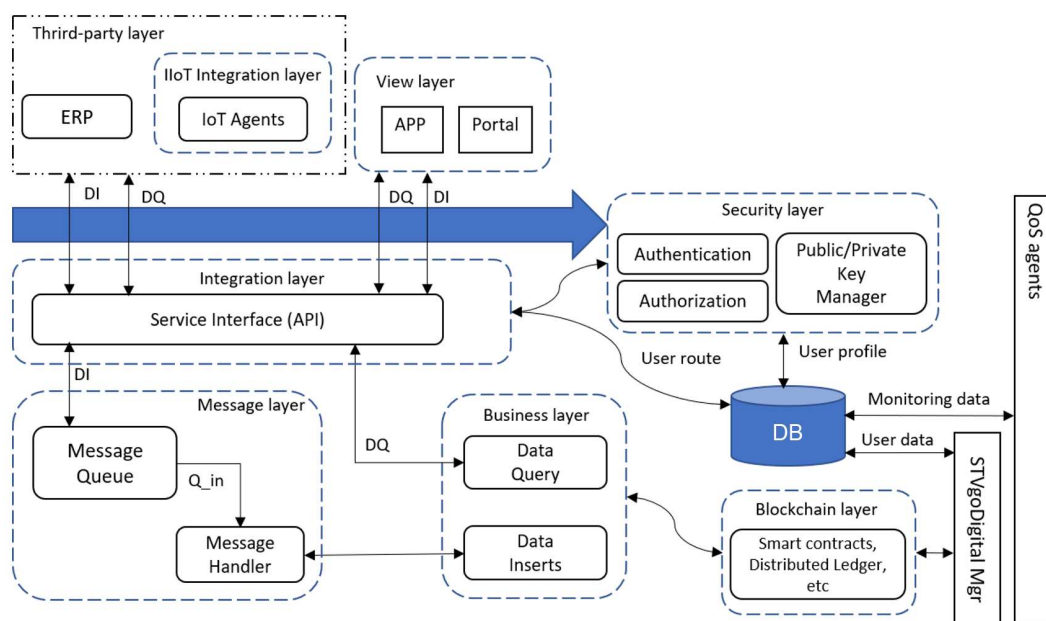 Thrird-party layer
IIoT Integration layer
ERP
IoT Agents
View layer
APP
Portal
DI
DQ
DQ
DI
Security layer
Authentication
Authorization
Public/Private
Key
Manager
QoS agents
Integration layer
Service Interface (API)
User route
User profile
DI
Message layer
Message
Queue
Q_in
Message
Handler
DQ
Business layer
Data
Query
Data
Inserts
DB
Monitoring data
User data
STVgoDigital Mgr
Blockchain layer
Smart contracts,
Distributed Ledger,
etc